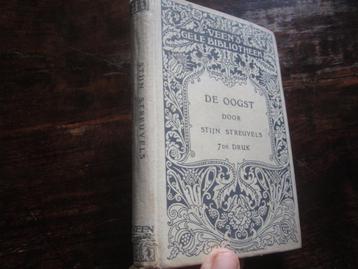 VEEN'S
GELE BIBLIOTHEEK
DE OOGST
DOOR
STIJN STREUVELS
7DE DRUK
STIJN STREUVELS
VEEN